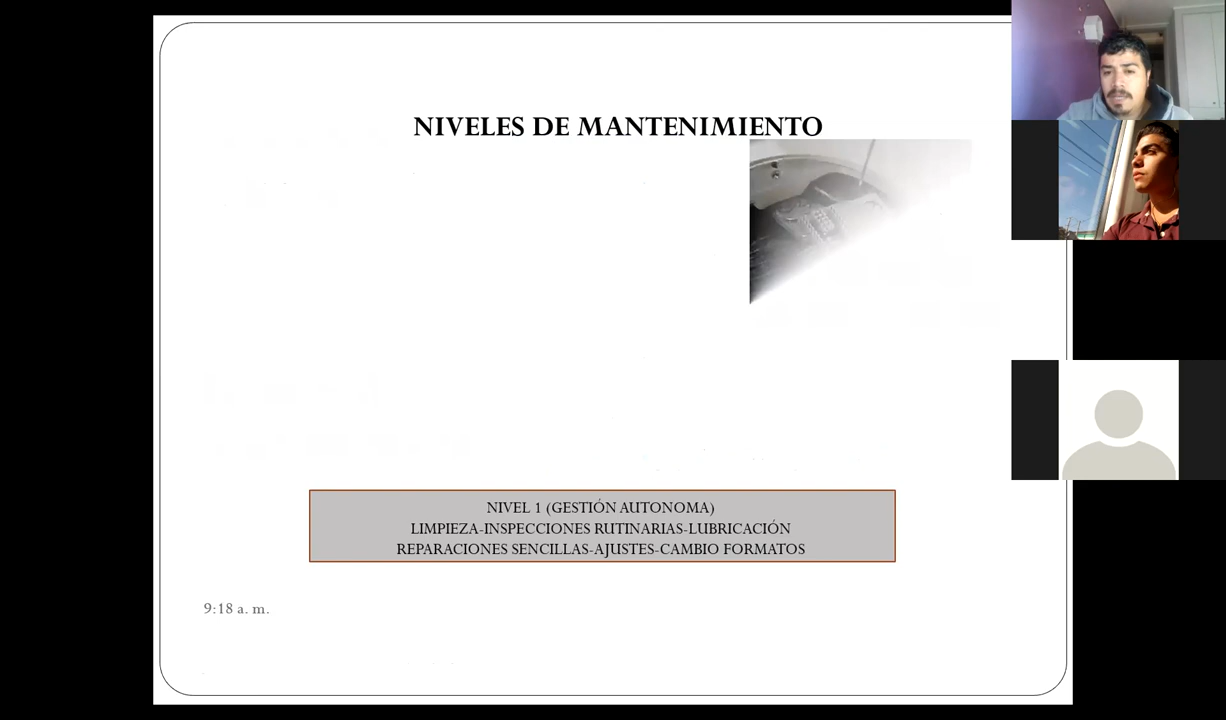 NIVELES DE MANTENIMIENTO
NIVEL 1 (GESTIÓN AUTONOMA)
LIMPIEZA-INSPECCIONES RUTINARIAS-LUBRICACIÓN
REPARACIONES SENCILLAS-AJUSTES-CAMBIO FORMATOS
9:18 a. m.